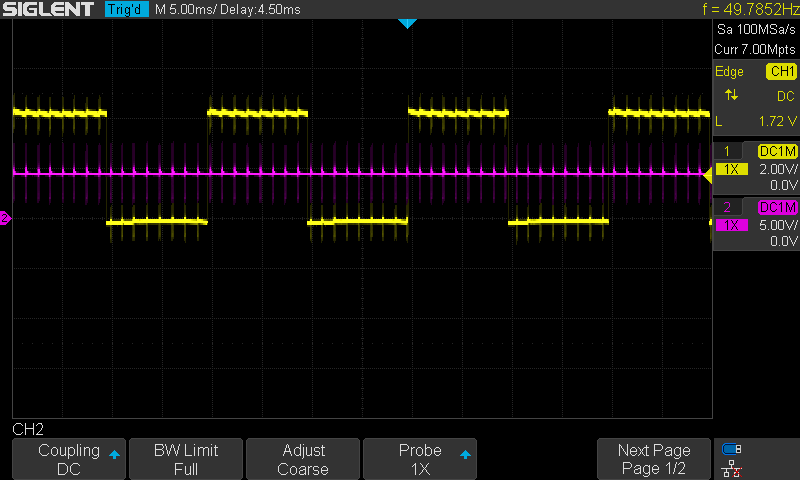 SIGLENT Trig'd M 5.00ms/ Delay:4.50ms f = 49.7852Hz
Sa 100MSa/s
Curr 7.00Mpts
Edge CH1
DC
L 1.72 V
1 DC1M
1X 2.00V/
0.0V
2 DC1M
1X 5.00V/
0.0V
2
CH2
Coupling
DC
BW Limit
Full
Adjust
Coarse
Probe
1X
Next Page
Page 1/2